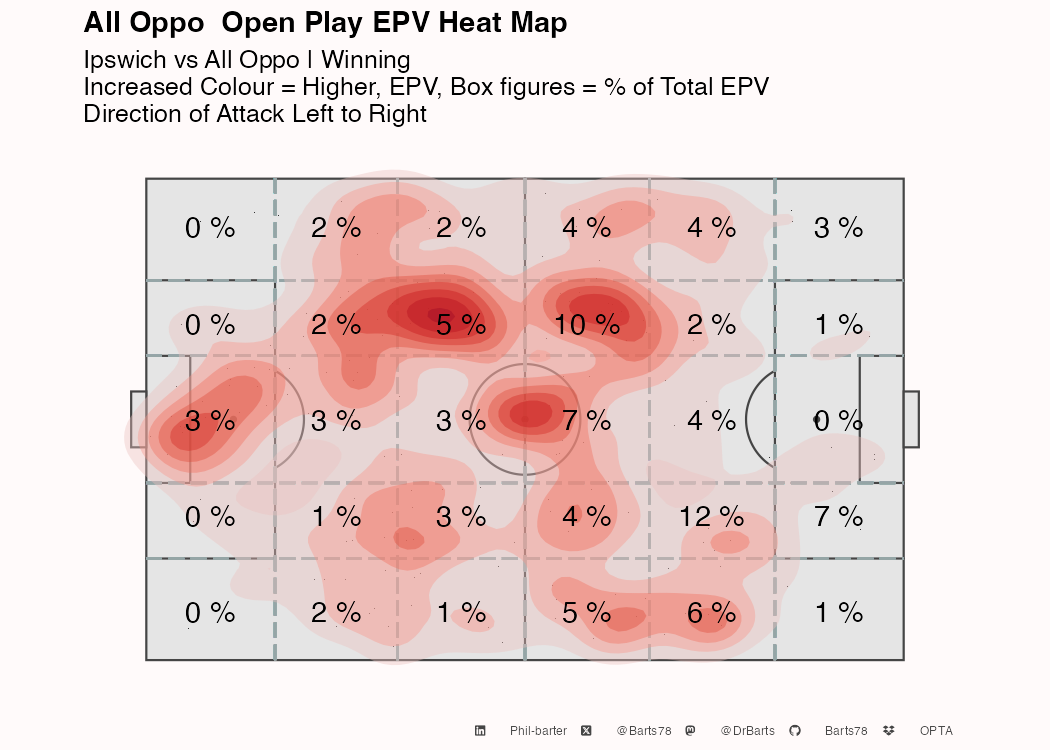 All Oppo  Open Play EPV Heat Map
Ipswich vs All Oppo | Winning
Increased Colour = Higher, EPV, Box figures = % of Total EPV
Direction of Attack Left to Right
0 % 2 % 2 % 4 % 4 % 3 %
0 % 2 % 5 % 10 % 2 % 1 %
3 % 3 % 3 % 7 % 4 % 0 %
0 % 1 % 3 % 4 % 12 % 7 %
0 % 2 % 1 % 5 % 6 % 1 %
Phil-barter @Barts78 @DrBarts Barts78 OPTA